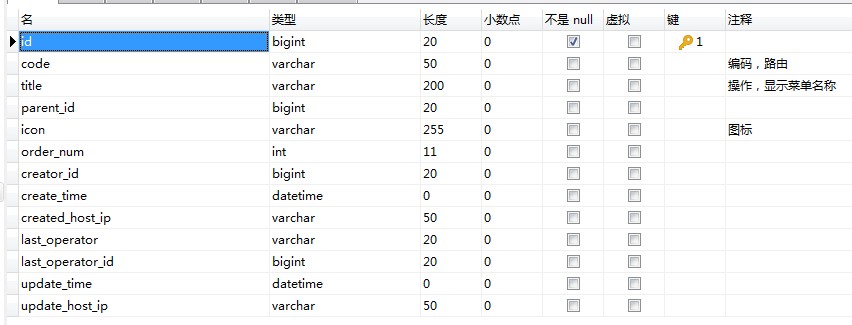 名 类型 长度 小数点 不是 null 虚拟 键 注释
id bigint 20 0 1
code varchar 50 0 编码，路由
title varchar 200 0 操作，显示菜单名称
parent_id bigint 20 0
icon varchar 255 0 图标
order_num int 11 0
creator_id bigint 20 0
create_time datetime 0 0
created_host_ip varchar 50 0
last_operator varchar 20 0
last_operator_id bigint 20 0
update_time datetime 0 0
update_host_ip varchar 50 0